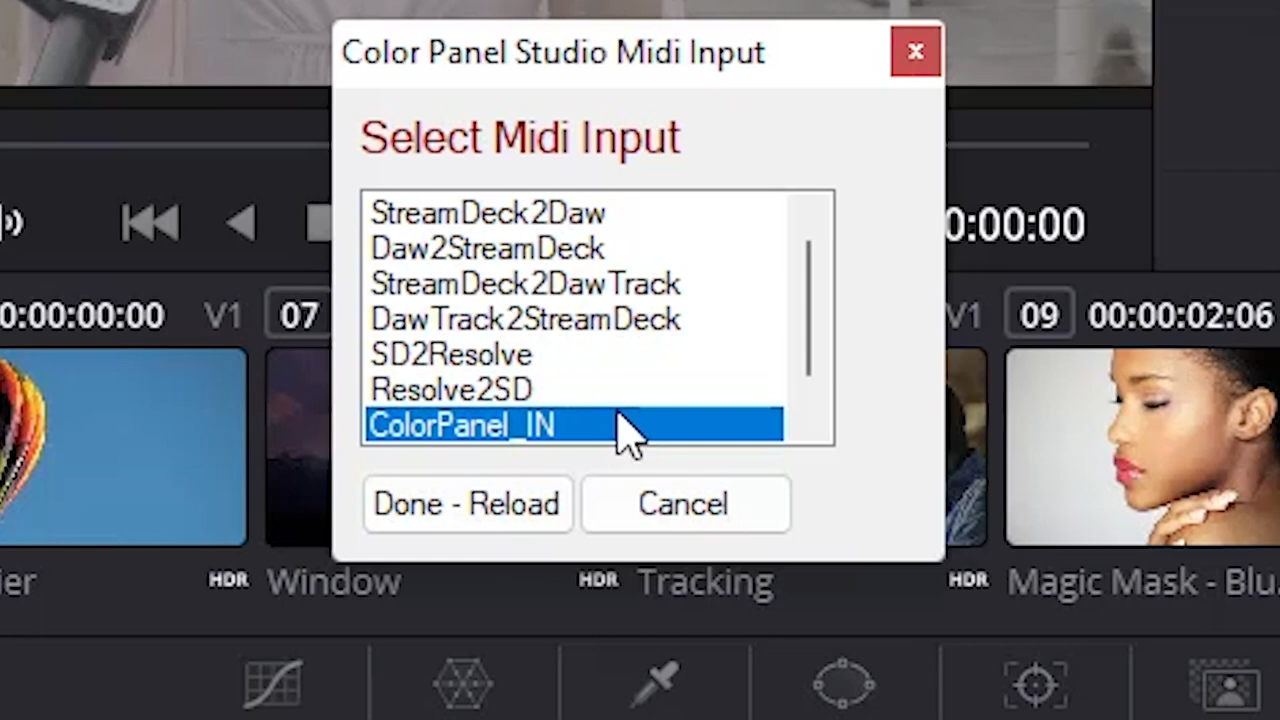 Color Panel Studio Midi Input
x
Select Midi Input
StreamDeck2Daw
Daw2StreamDeck
StreamDeck2DawTrack
DawTrack2StreamDeck
SD2Resolve
Resolve2SD
ColorPanel_IN
Done - Reload
Cancel
0:00:00
0:00:00:00
V1
07
V1
09
00:00:02:06
ier
HDR
Window
HDR
Tracking
HDR
Magic Mask - Blu.